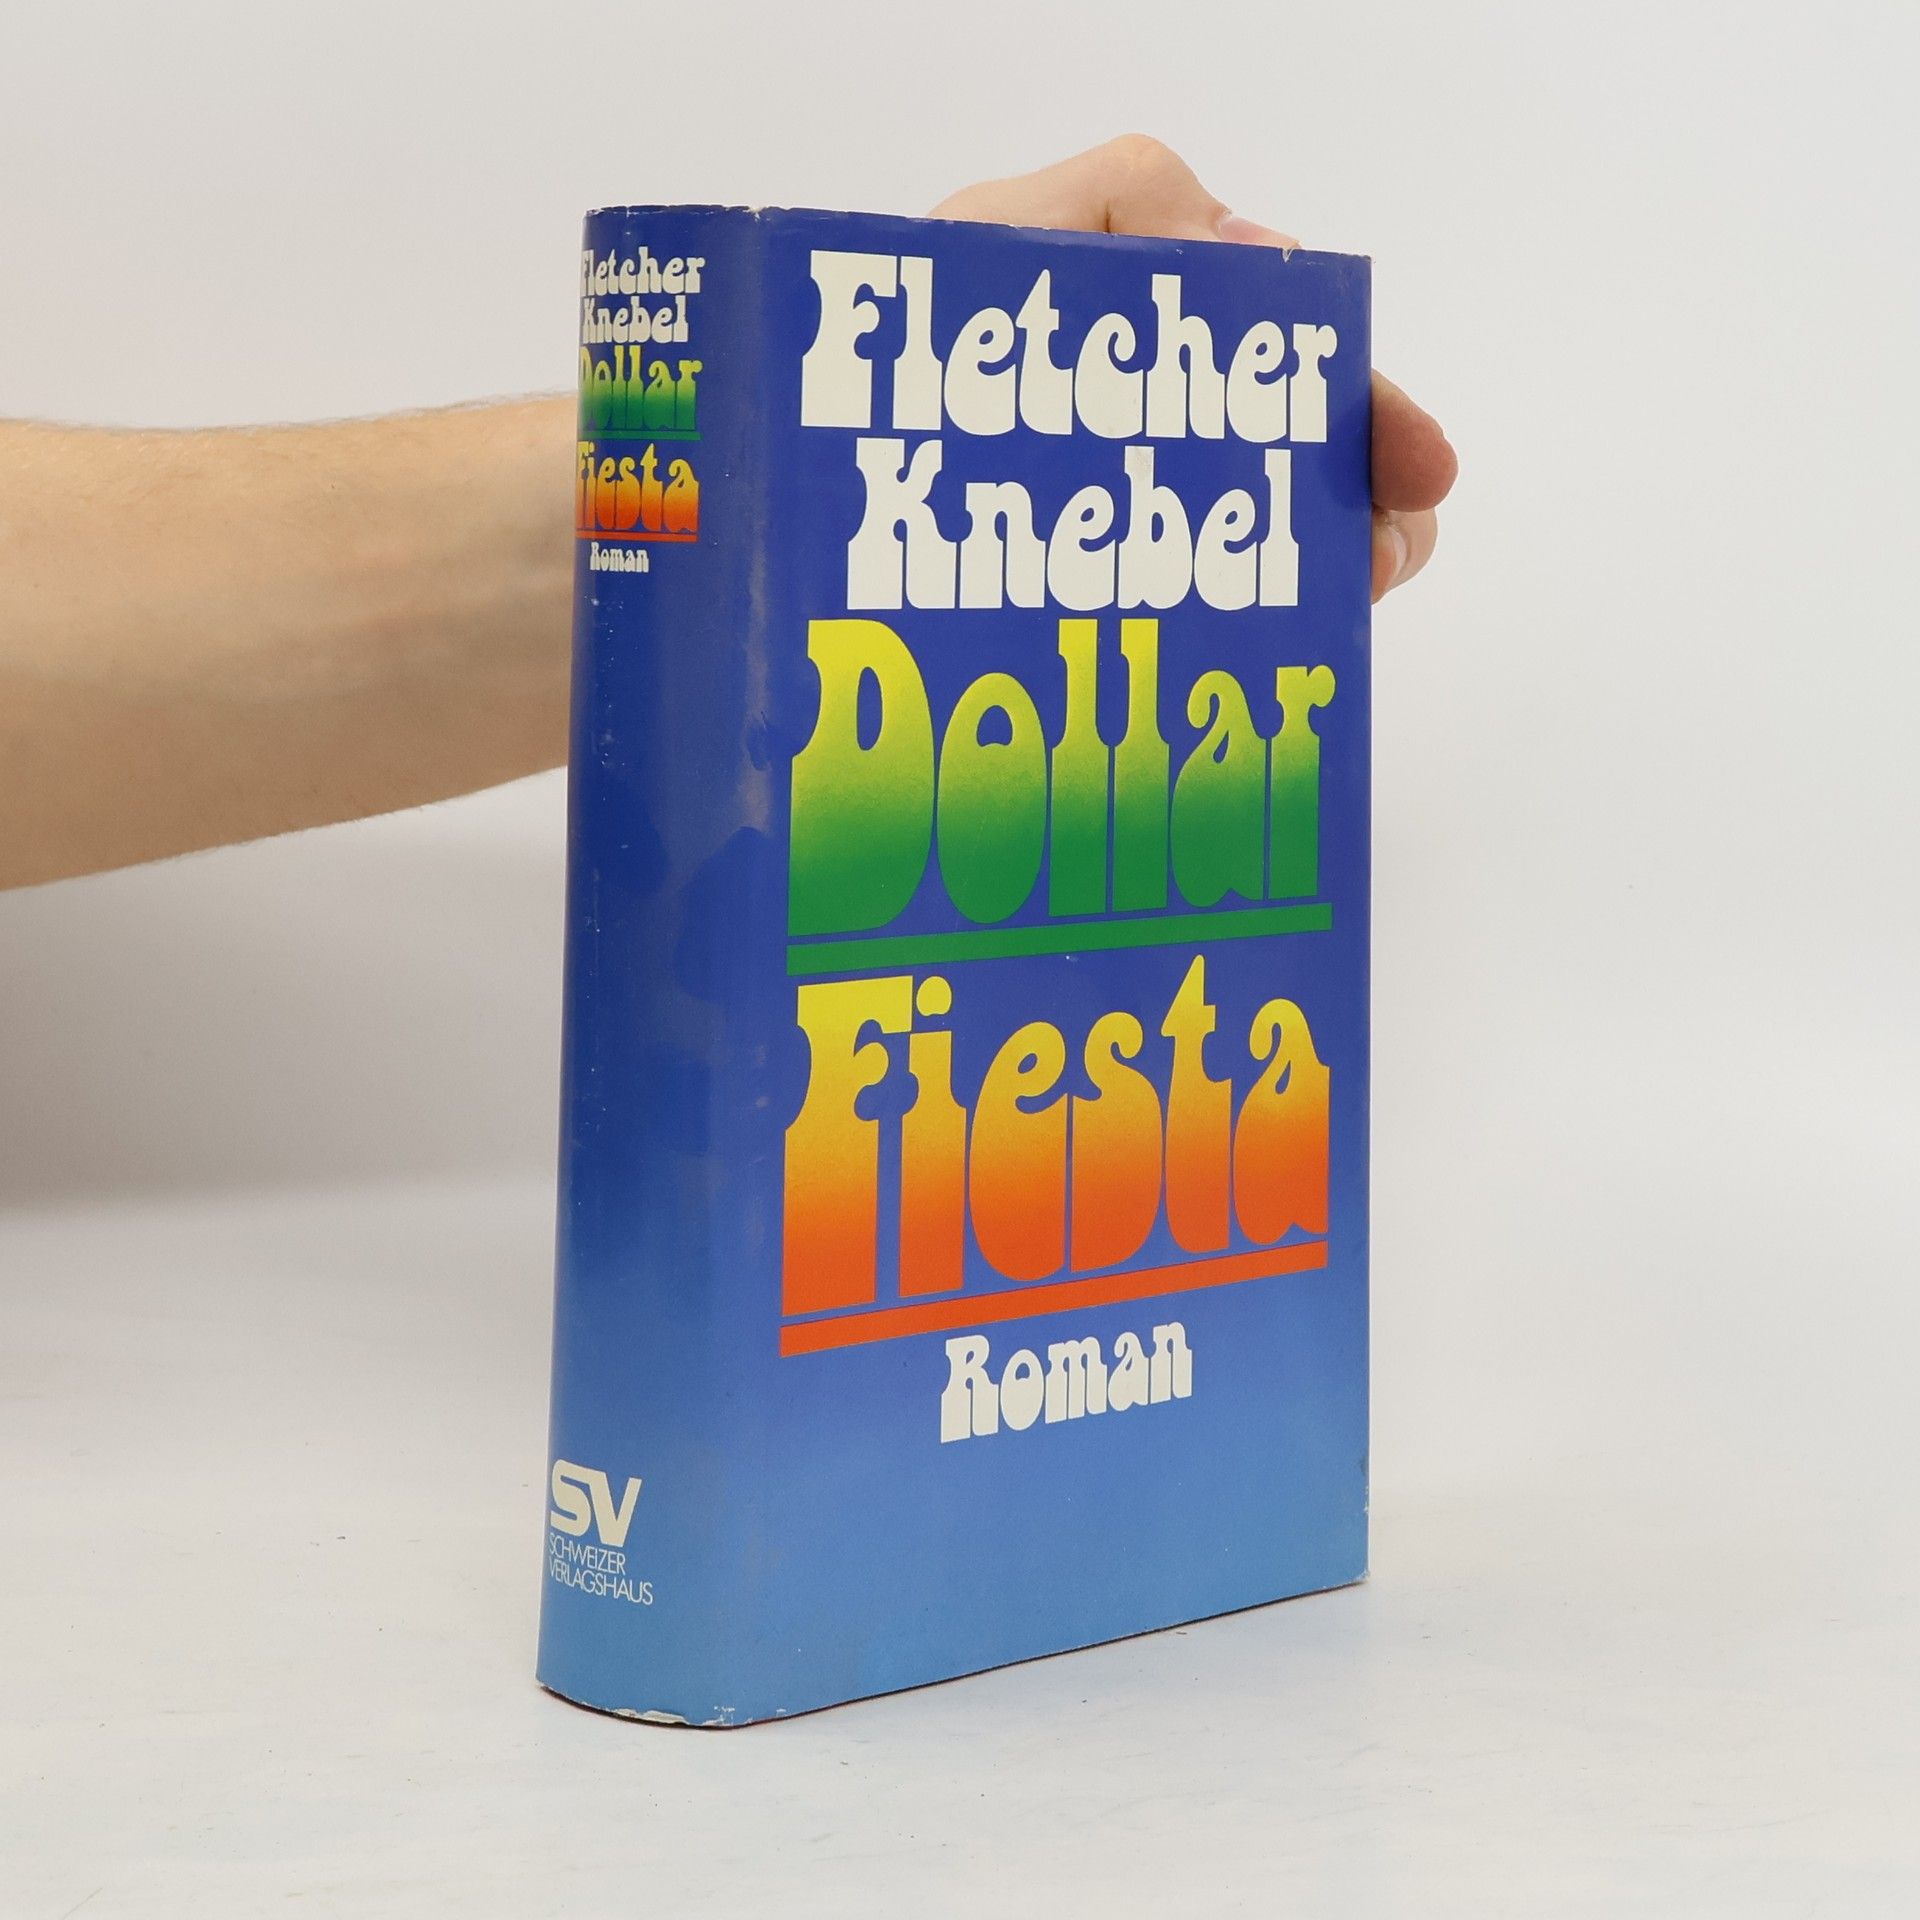 Fletcher
Knebel
Dollar
Fiesta
Roman
SV
SCHWEIZER
VERLAGSHAUS
Fletcher
Knebel
Dollar
Fiesta
Roman